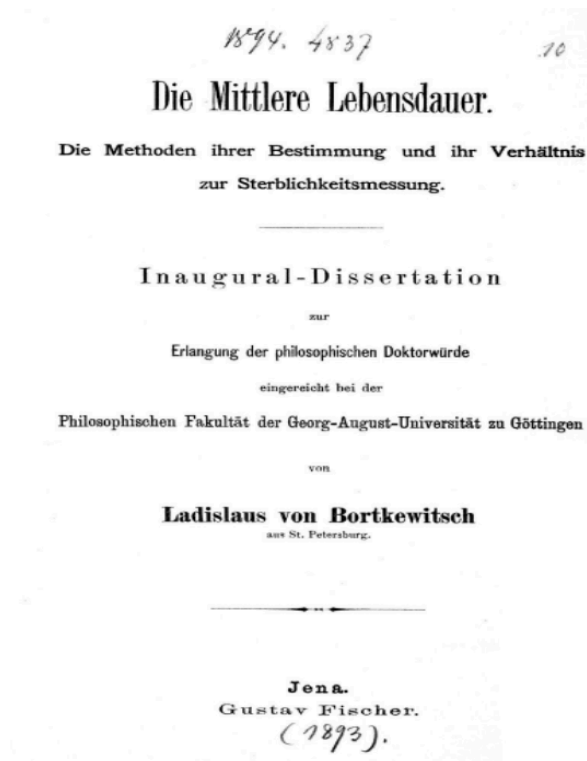 1894. 4837
10
Die Mittlere Lebensdauer.
Die Methoden ihrer Bestimmung und ihr Verhältnis
zur Sterblichkeitsmessung.
Inaugural-Dissertation
zur
Erlangung der philosophischen Doktorwürde
eingereicht bei der
Philosophischen Fakultät der Georg-August-Universität zu Göttingen
von
Ladislaus von Bortkewitsch
aus St. Petersburg.
Jena.
Gustav Fischer.
(1893).